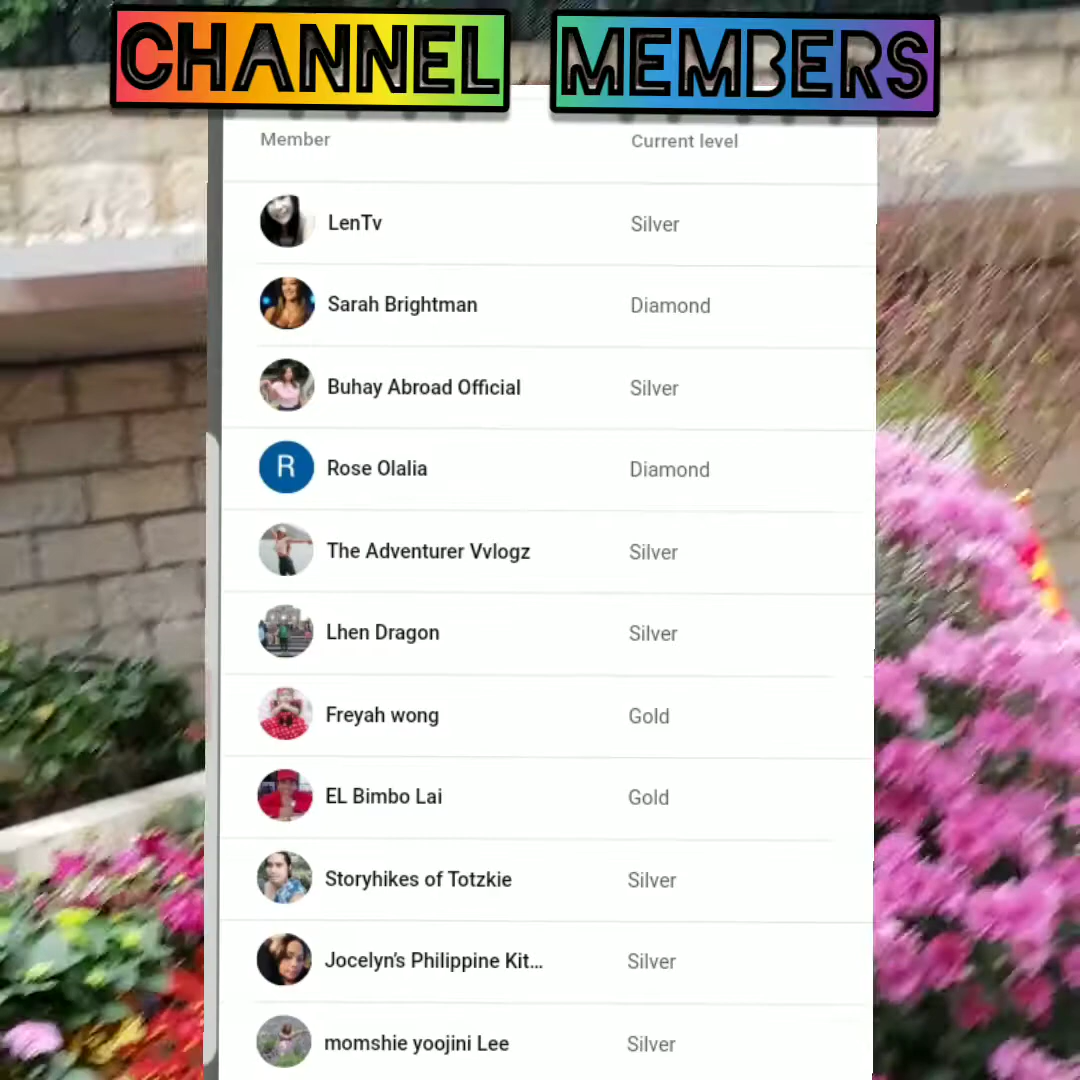 CHANNEL MEMBERS
Member Current level
LenTv Silver
Sarah Brightman Diamond
Buhay Abroad Official Silver
R Rose Olalia Diamond
The Adventurer Vvlogz Silver
Lhen Dragon Silver
Freyah wong Gold
EL Bimbo Lai Gold
Storyhikes of Totzkie Silver
Jocelyn's Philippine Kit... Silver
momshie yoojini Lee Silver